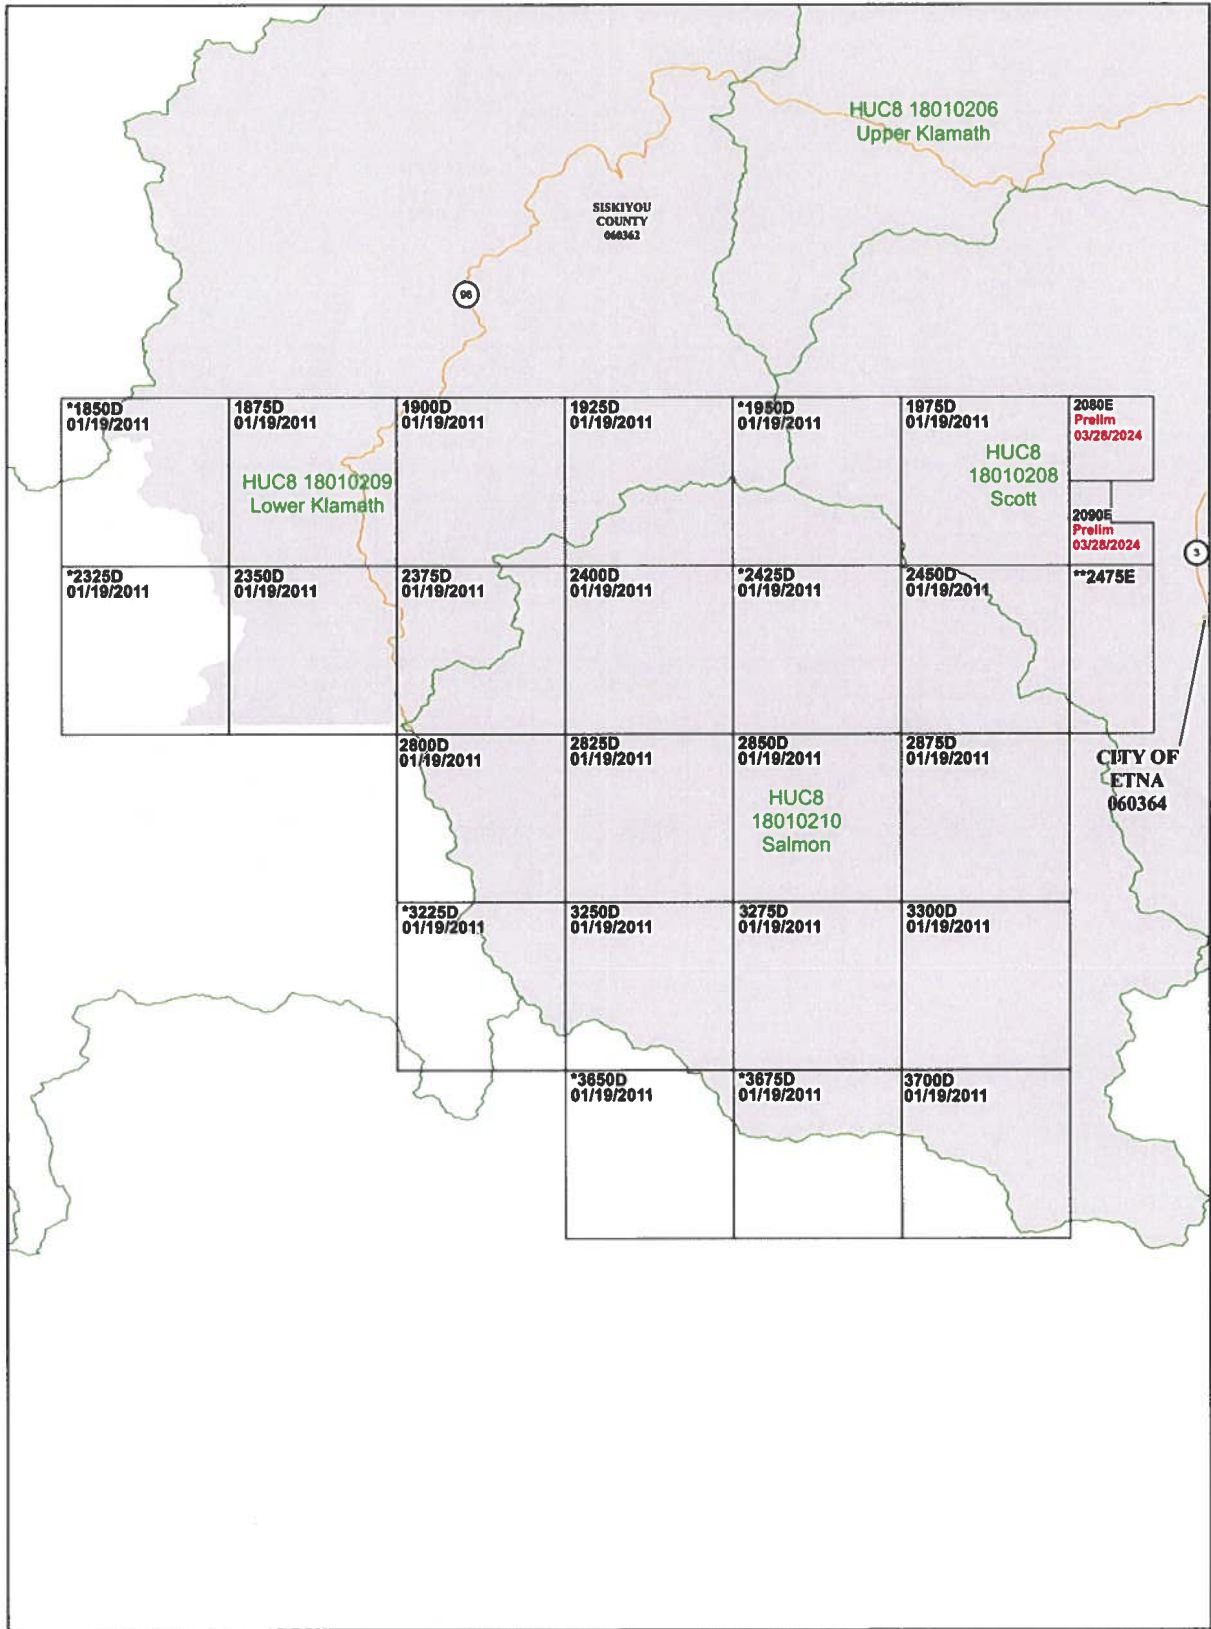 HUC8 18010206
Upper Klamath
SISKIYOU
COUNTY
060362
96
*1850D
01/19/2011
1875D
01/19/2011
1900D
01/19/2011
1925D
01/19/2011
*1950D
01/19/2011
1975D
01/19/2011
2080E
Prelim
03/28/2024
HUC8 18010209
Lower Klamath
HUC8
18010208
Scott
2090E
Prelim
03/28/2024
3
*2325D
01/19/2011
2350D
01/19/2011
2375D
01/19/2011
2400D
01/19/2011
*2425D
01/19/2011
2450D
01/19/2011
**2475E
2800D
01/19/2011
2825D
01/19/2011
2850D
01/19/2011
2875D
01/19/2011
CITY OF
ETNA
060364
HUC8
18010210
Salmon
*3225D
01/19/2011
3250D
01/19/2011
3275D
01/19/2011
3300D
01/19/2011
*3650D
01/19/2011
*3675D
01/19/2011
3700D
01/19/2011